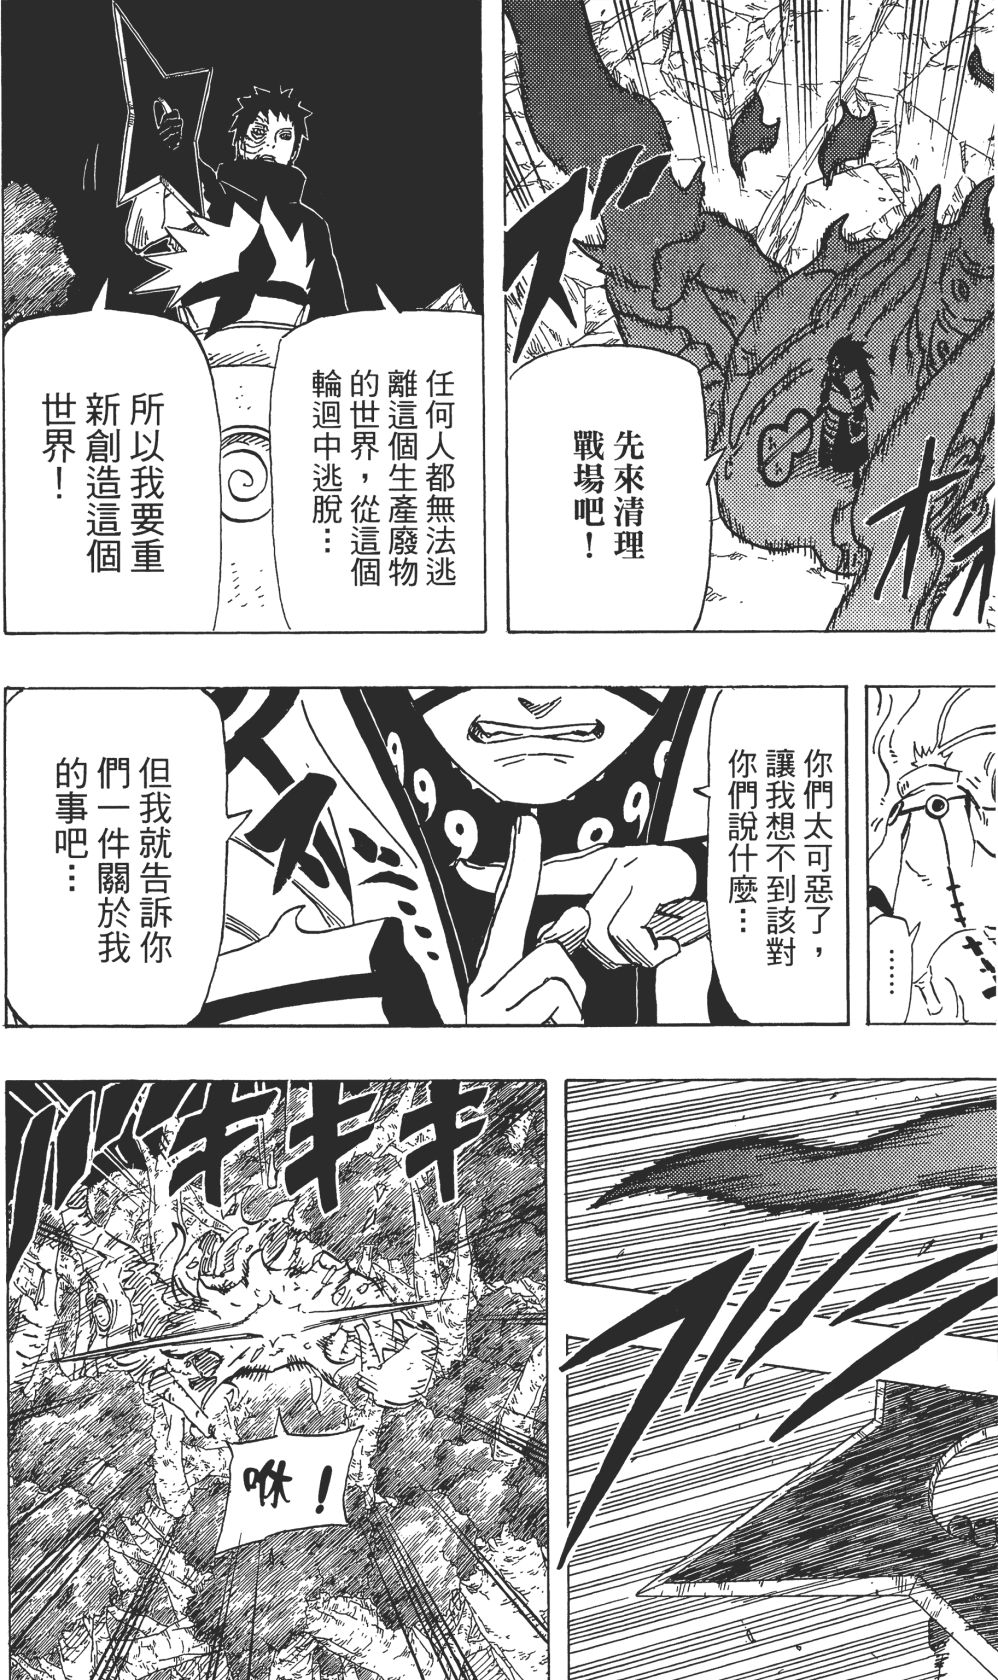 先來清理
戰場吧！
任何人都無法逃
離這個生產廢物
的世界，從這個
輪迴中逃脫…
所以我要重
新創造這個
世界！
……
你們太可惡了，
讓我想不到該對
你們說什麼…
但我就告訴你
們一件關於我
的事吧…
咻！